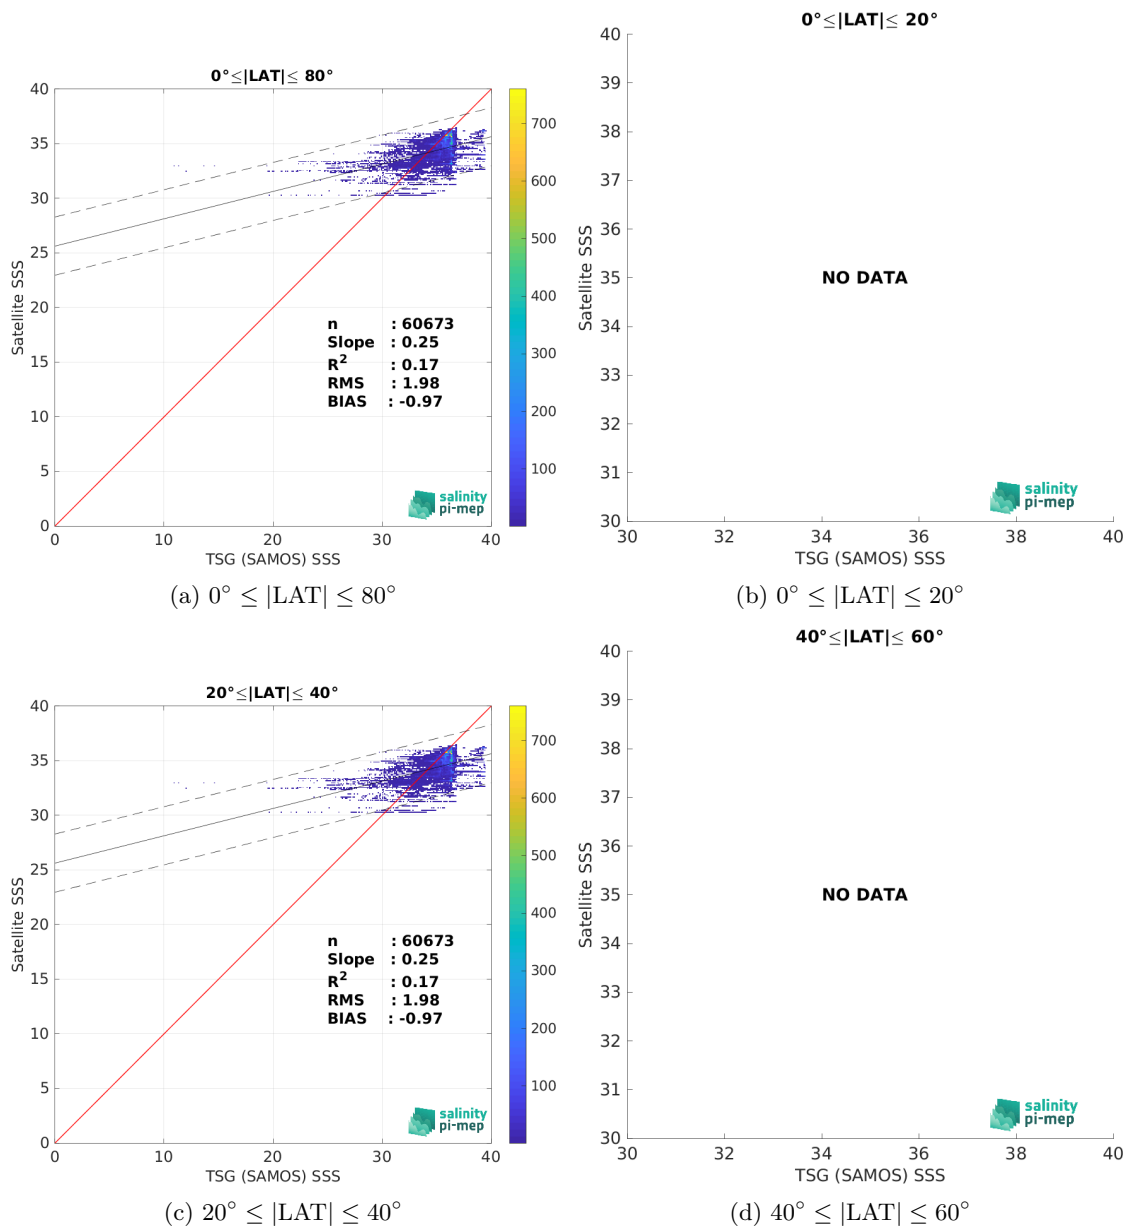 0°≤|LAT|≤ 80°
40
35
30
25
20
15
10
5
0
Satellite SSS
0
10
20
30
40
TSG (SAMOS) SSS
n : 60673
Slope : 0.25
R² : 0.17
RMS : 1.98
BIAS : -0.97
salinity
pi-mep
700
600
500
400
300
200
100
(a) 0° ≤ |LAT| ≤ 80°
0°≤|LAT|≤ 20°
40
39
38
37
36
35
34
33
32
31
30
Satellite SSS
NO DATA
salinity
pi-mep
30
32
34
36
38
40
TSG (SAMOS) SSS
(b) 0° ≤ |LAT| ≤ 20°
20°≤|LAT|≤ 40°
40
35
30
25
20
15
10
5
0
Satellite SSS
0
10
20
30
40
TSG (SAMOS) SSS
n : 60673
Slope : 0.25
R² : 0.17
RMS : 1.98
BIAS : -0.97
salinity
pi-mep
700
600
500
400
300
200
100
(c) 20° ≤ |LAT| ≤ 40°
40°≤|LAT|≤ 60°
40
39
38
37
36
35
34
33
32
31
30
Satellite SSS
NO DATA
salinity
pi-mep
30
32
34
36
38
40
TSG (SAMOS) SSS
(d) 40° ≤ |LAT| ≤ 60°